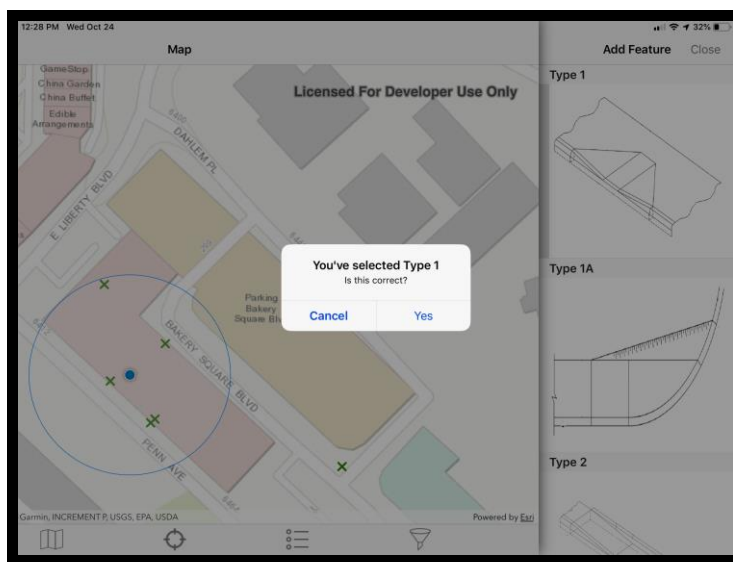 12:28 PM Wed Oct 24
32%
Map
Add Feature Close
GameStop
China Garden
China Buffet
Edible
Arrangements
Licensed For Developer Use Only
Type 1
DAHLEM PL
E LIBERTY BLVD
You've selected Type 1
Is this correct?
Cancel Yes
Type 1A
Parking
Bakery
BAKERY SQUARE BLVD
PENN AVE
Type 2
Garmin, INCREMENT P, USGS, EPA, USDA
Powered by Esri